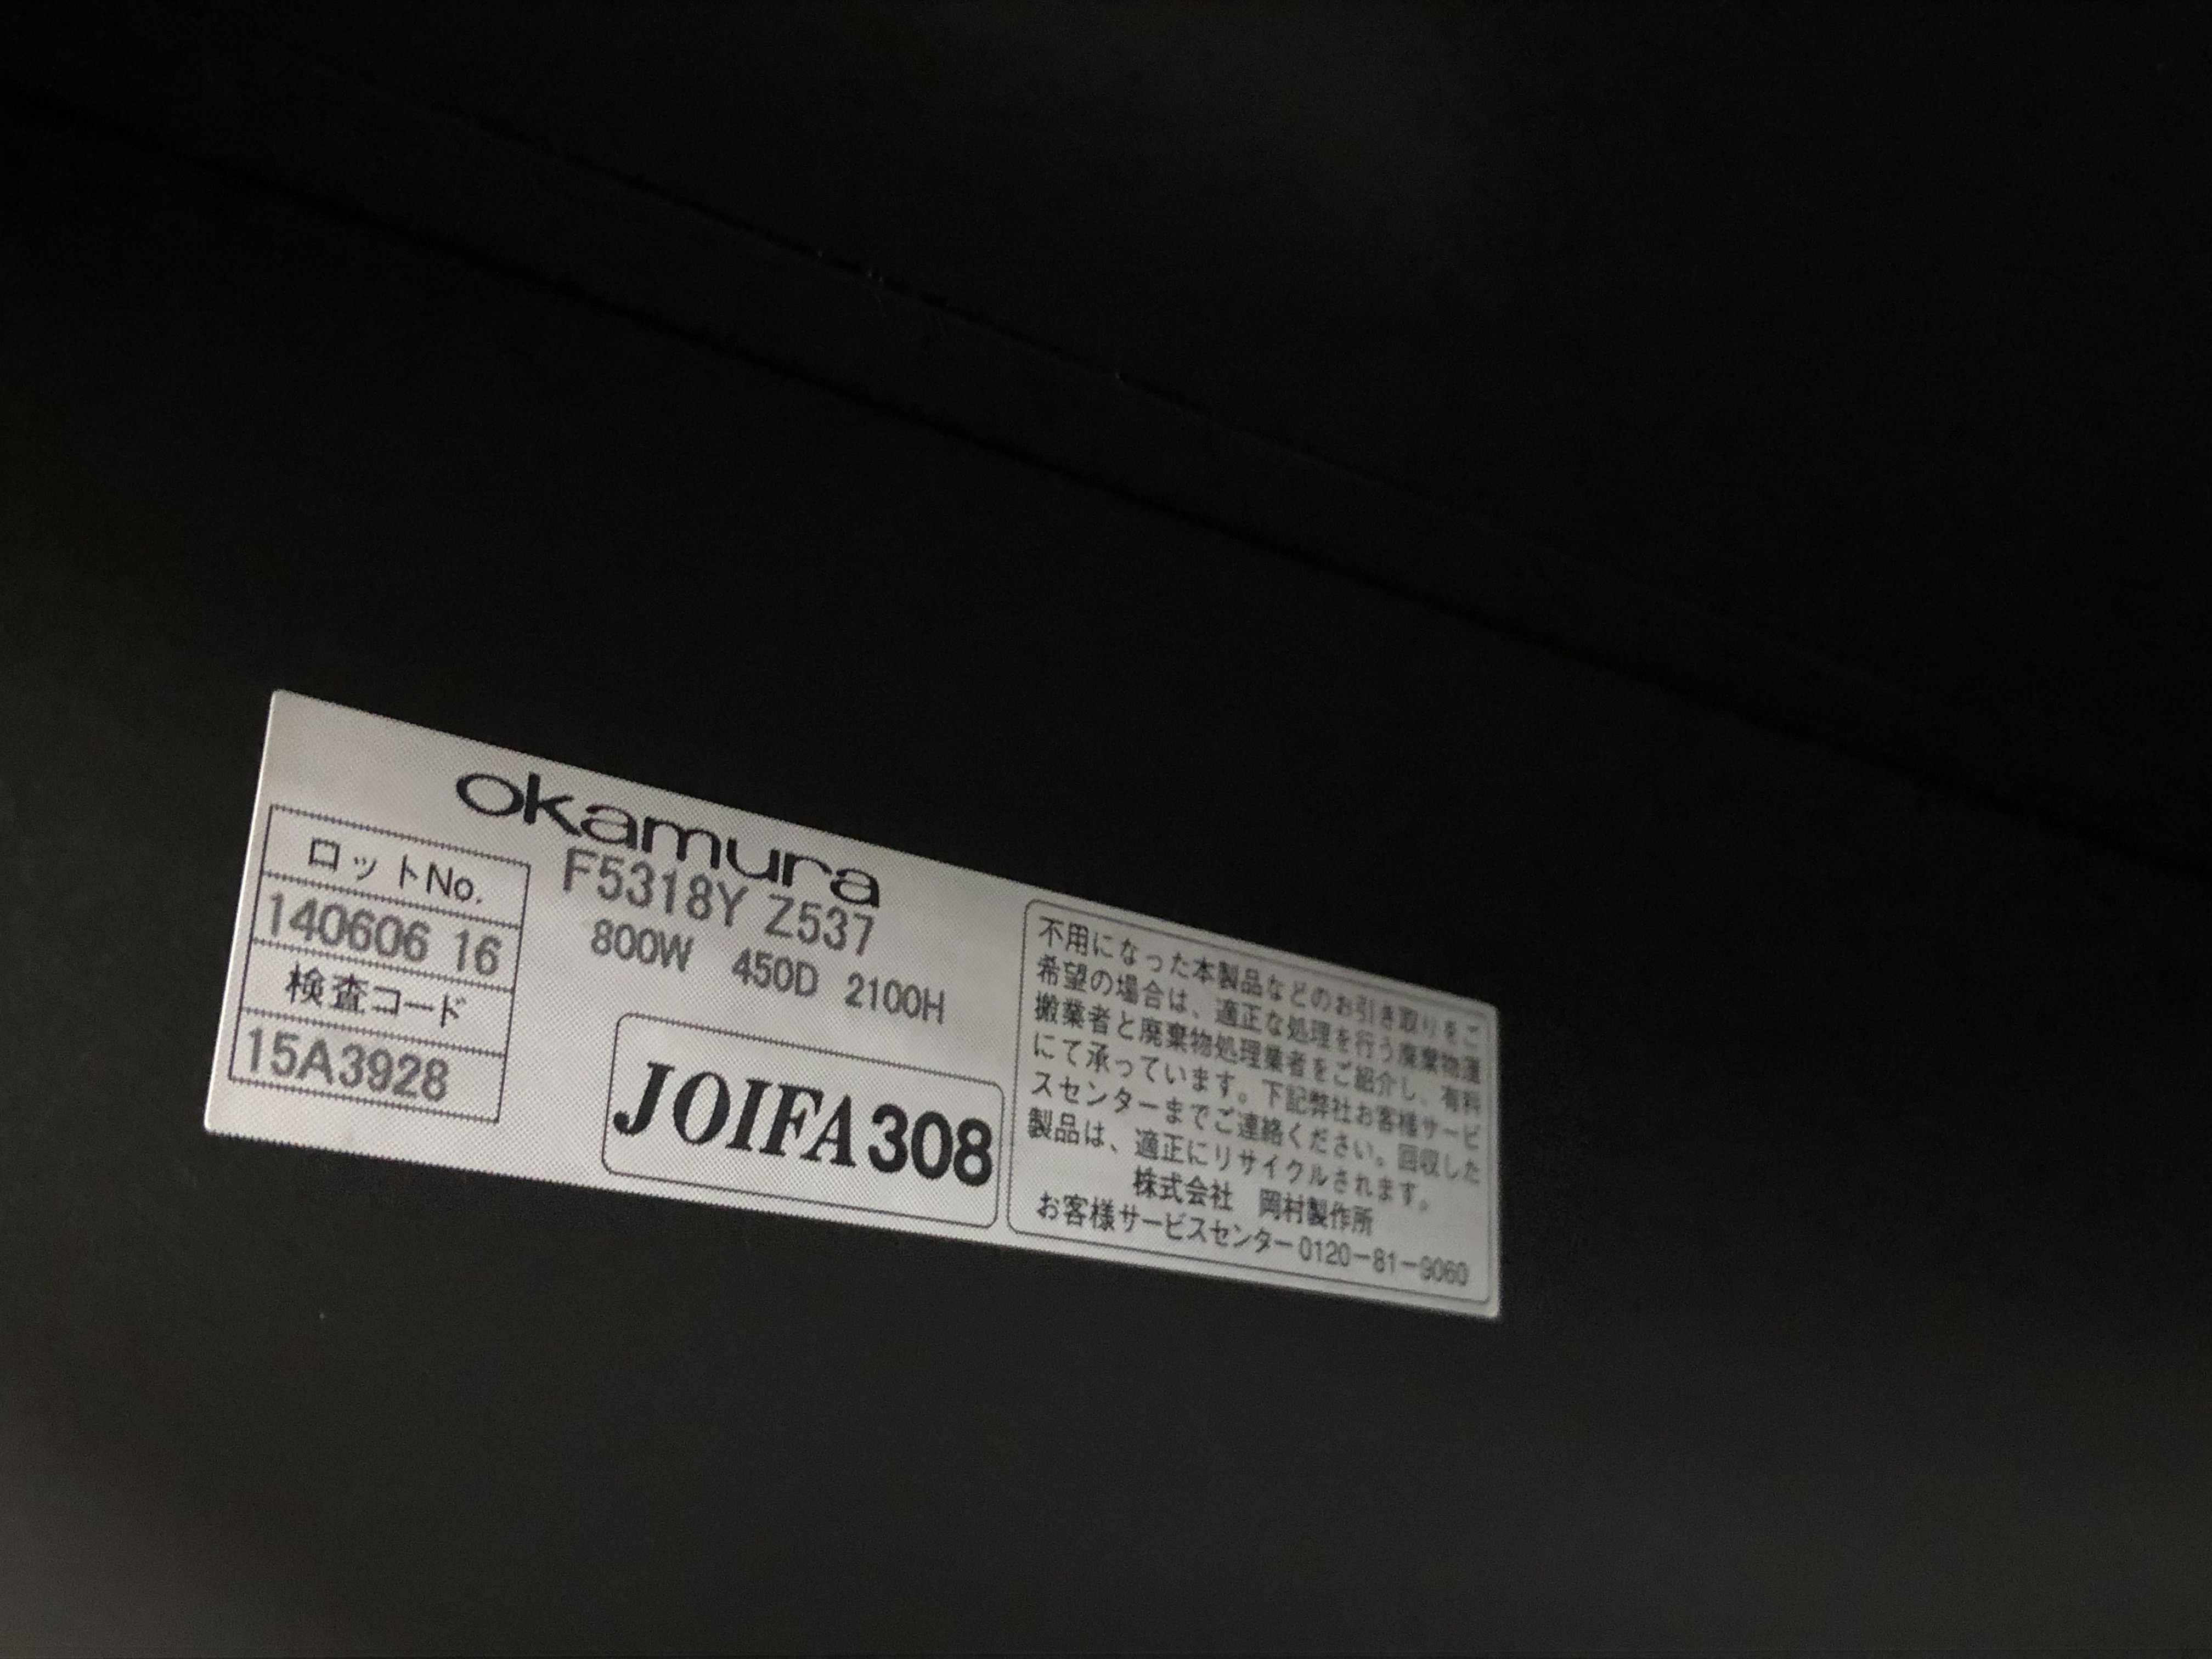 okamura
F5318Y Z537
800W 450D 2100H
ロットNo.
140606 16
検査コード
15A3928
JOIFA308
不用になった本製品などのお引き取りをご
希望の場合は、適正な処理を行う廃棄物運
搬業者と廃棄物処理業者をご紹介し、有料
にて承っています。下記弊社お客様サービ
スセンターまでご連絡ください。回収した
製品は、適正にリサイクルされます。
株式会社 岡村製作所
お客様サービスセンター0120-81-9060